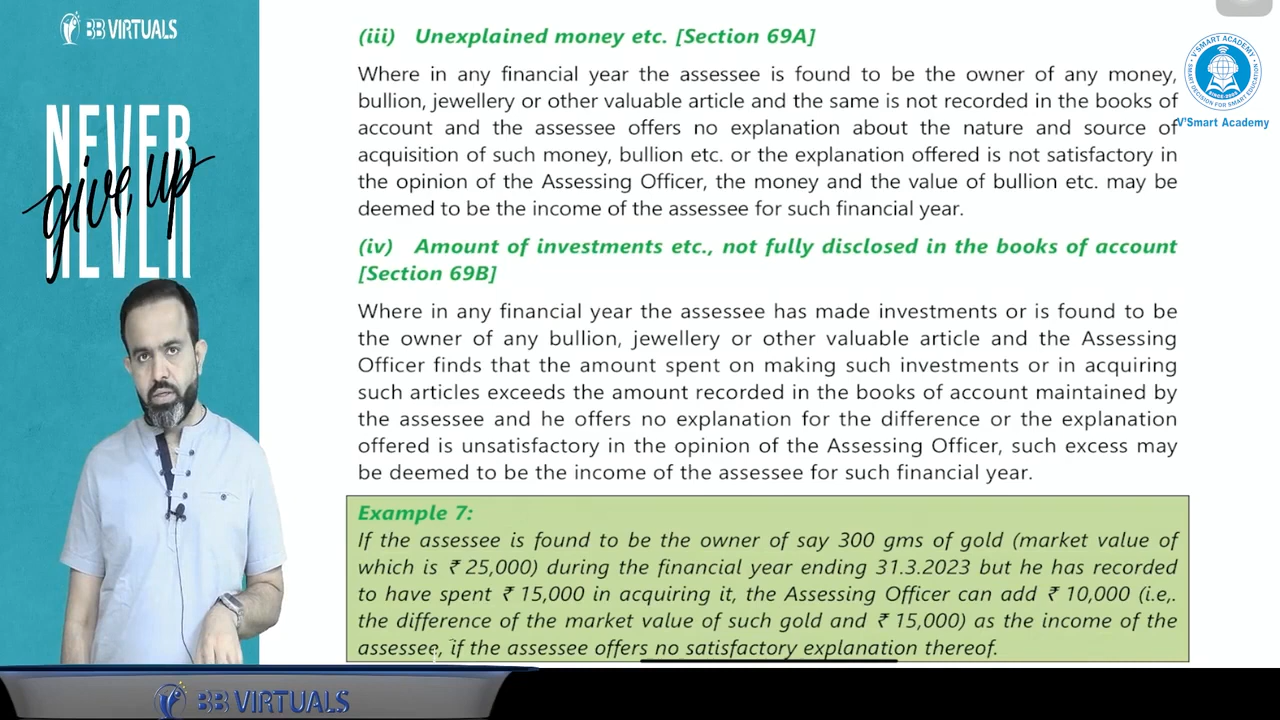 BB VIRTUALS
NEVER
give up
NEVER
(iii) Unexplained money etc. [Section 69A]
Where in any financial year the assessee is found to be the owner of any money,
bullion, jewellery or other valuable article and the same is not recorded in the books of
account and the assessee offers no explanation about the nature and source of
acquisition of such money, bullion etc. or the explanation offered is not satisfactory in
the opinion of the Assessing Officer, the money and the value of bullion etc. may be
deemed to be the income of the assessee for such financial year.
(iv) Amount of investments etc., not fully disclosed in the books of account
[Section 69B]
Where in any financial year the assessee has made investments or is found to be
the owner of any bullion, jewellery or other valuable article and the Assessing
Officer finds that the amount spent on making such investments or in acquiring
such articles exceeds the amount recorded in the books of account maintained by
the assessee and he offers no explanation for the difference or the explanation
offered is unsatisfactory in the opinion of the Assessing Officer, such excess may
be deemed to be the income of the assessee for such financial year.
Example 7:
If the assessee is found to be the owner of say 300 gms of gold (market value of
which is ₹ 25,000) during the financial year ending 31.3.2023 but he has recorded
to have spent ₹ 15,000 in acquiring it, the Assessing Officer can add ₹ 10,000 (i.e,.
the difference of the market value of such gold and ₹ 15,000) as the income of the
assessee, if the assessee offers no satisfactory explanation thereof.
V'SMART ACADEMY
SMART DECISION FOR SMART EDUCATION
V'Smart Academy
BB VIRTUALS